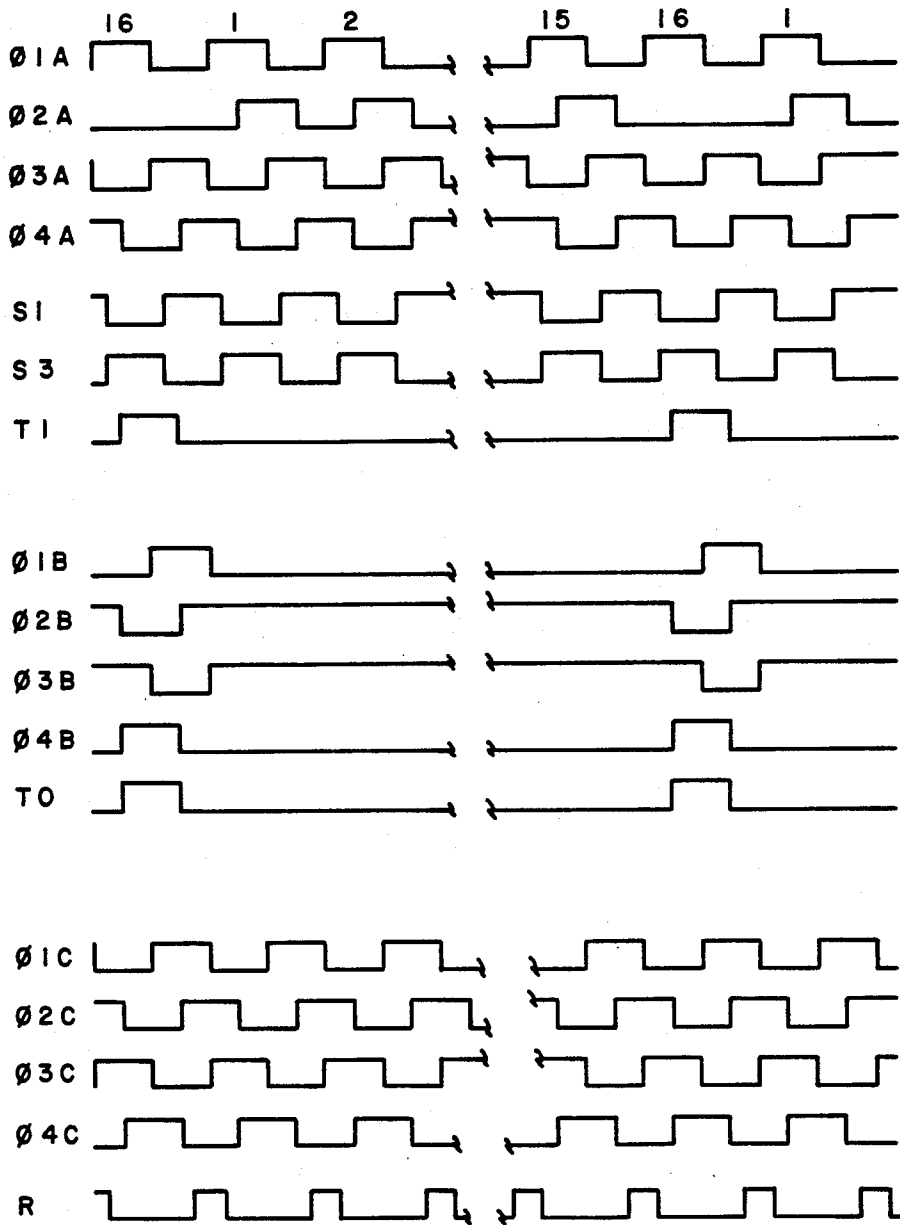 16 1 2 15 16 1
Ø1A
Ø2A
Ø3A
Ø4A
S1
S3
T1
Ø1B
Ø2B
Ø3B
Ø4B
TO
Ø1C
Ø2C
Ø3C
Ø4C
R